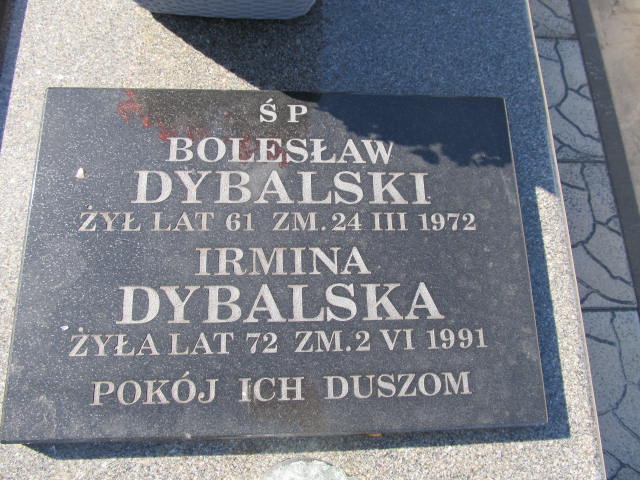 ŚP
BOLESŁAW
DYBALSKI
ŻYŁ LAT 61 ZM. 24 III 1972
IRMINA
DYBALSKA
ŻYŁA LAT 72 ZM. 2 VI 1991
POKÓJ ICH DUSZOM